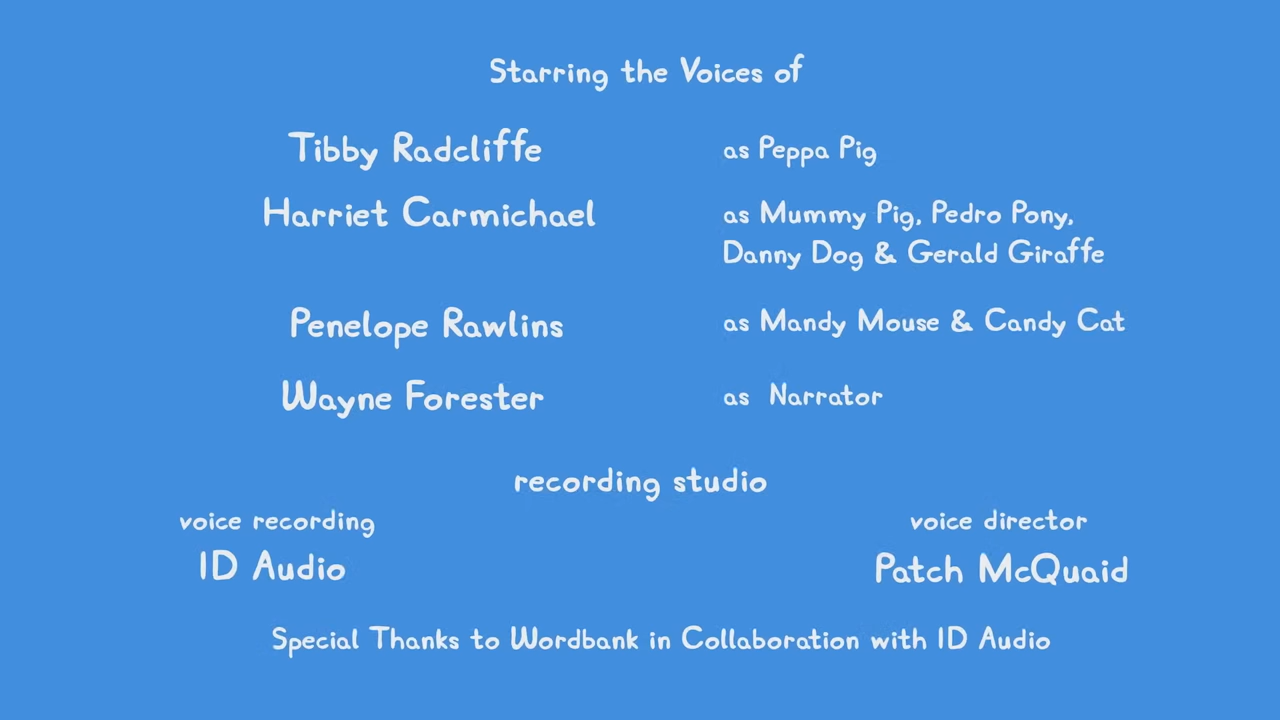 Starring the Voices of
Tibby Radcliffe as Peppa Pig
Harriet Carmichael as Mummy Pig, Pedro Pony,
Danny Dog & Gerald Giraffe
Penelope Rawlins as Mandy Mouse & Candy Cat
Wayne Forester as Narrator
recording studio
voice recording voice director
ID Audio Patch McQuaid
Special Thanks to Wordbank in Collaboration with ID Audio